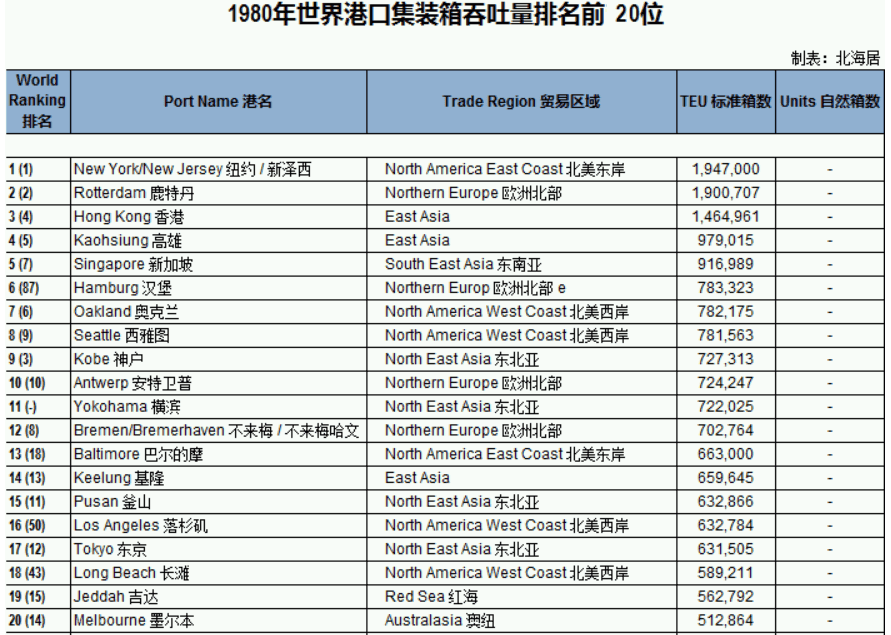 1980年世界港口集装箱吞吐量排名前 20位
制表：北海居
World Ranking 排名 Port Name 港名 Trade Region 贸易区域 TEU 标准箱数 Units 自然箱数
1 (1) New York/New Jersey 纽约 / 新泽西 North America East Coast 北美东岸 1,947,000 -
2 (2) Rotterdam 鹿特丹 Northern Europe 欧洲北部 1,900,707 -
3 (4) Hong Kong 香港 East Asia 1,464,961 -
4 (5) Kaohsiung 高雄 East Asia 979,015 -
5 (7) Singapore 新加坡 South East Asia 东南亚 916,989 -
6 (87) Hamburg 汉堡 Northern Europ 欧洲北部 e 783,323 -
7 (6) Oakland 奥克兰 North America West Coast 北美西岸 782,175 -
8 (9) Seattle 西雅图 North America West Coast 北美西岸 781,563 -
9 (3) Kobe 神户 North East Asia 东北亚 727,313 -
10 (10) Antwerp 安特卫普 Northern Europe 欧洲北部 724,247 -
11 (-) Yokohama 横滨 North East Asia 东北亚 722,025 -
12 (8) Bremen/Bremerhaven 不来梅 / 不来梅哈文 Northern Europe 欧洲北部 702,764 -
13 (18) Baltimore 巴尔的摩 North America East Coast 北美东岸 663,000 -
14 (13) Keelung 基隆 East Asia 659,645 -
15 (11) Pusan 釜山 North East Asia 东北亚 632,866 -
16 (50) Los Angeles 落杉矶 North America West Coast 北美西岸 632,784 -
17 (12) Tokyo 东京 North East Asia 东北亚 631,505 -
18 (43) Long Beach 长滩 North America West Coast 北美西岸 589,211 -
19 (15) Jeddah 吉达 Red Sea 红海 562,792 -
20 (14) Melbourne 墨尔本 Australasia 澳纽 512,864 -